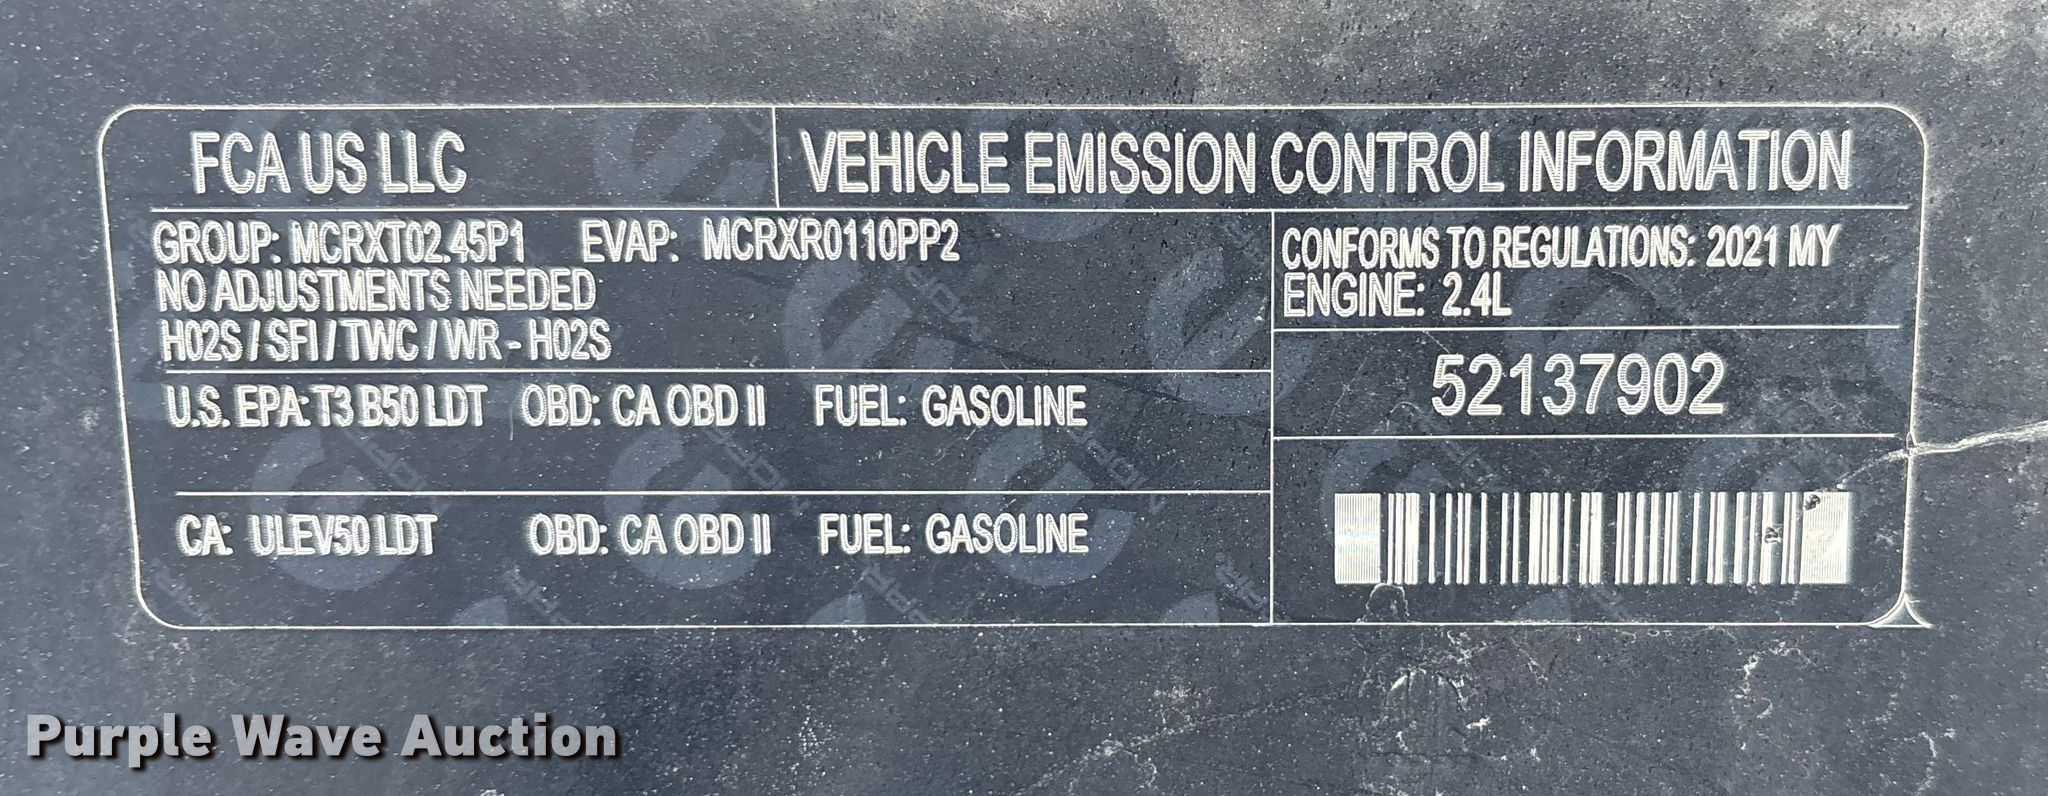 FCA US LLC
VEHICLE EMISSION CONTROL INFORMATION
GROUP: MCRXT02.45P1 EVAP: MCRXR0110PP2
NO ADJUSTMENTS NEEDED
H02S / SFI / TWC / WR - H02S
CONFORMS TO REGULATIONS: 2021 MY
ENGINE: 2.4L
U.S. EPA: T3 B50 LDT OBD: CA OBD II FUEL: GASOLINE
52137902
CA: ULEV50 LDT OBD: CA OBD II FUEL: GASOLINE
Purple Wave Auction